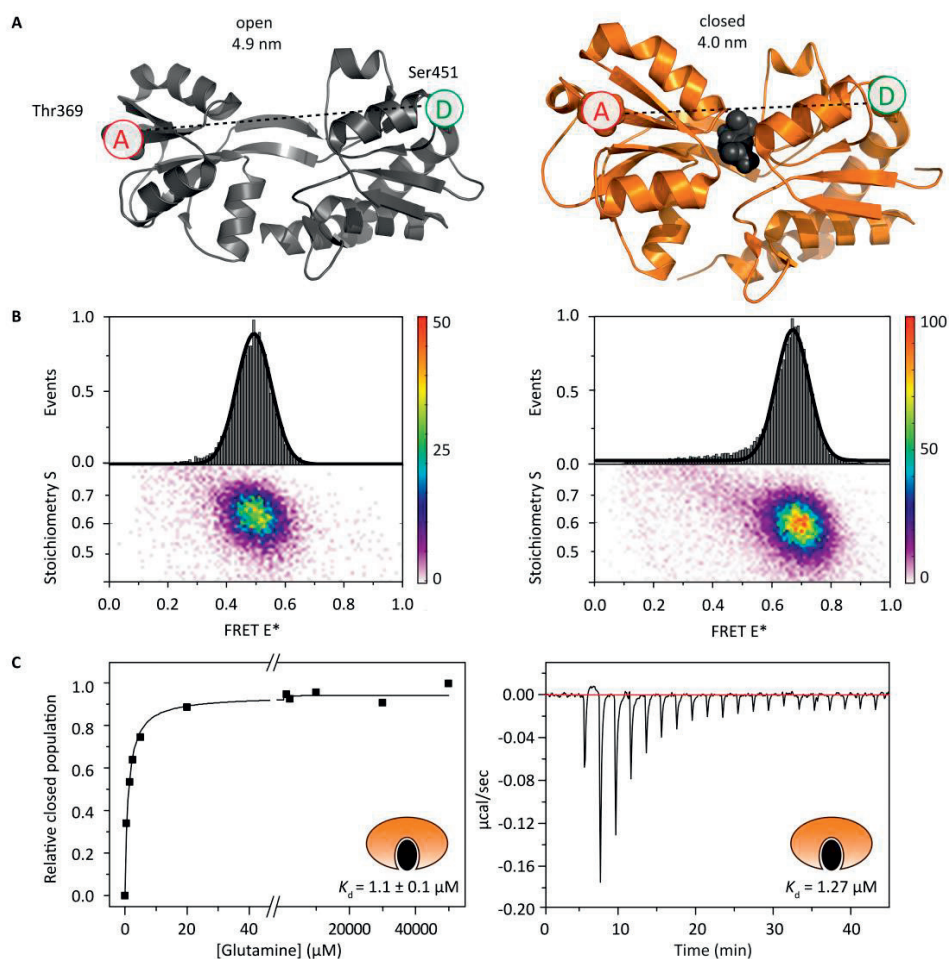 A
open
4.9 nm
closed
4.0 nm
Thr369
Ser451
A
D
A
D
B
Events
1.0
0.5
0.0
Stoichiometry S
0.7
0.6
0.5
0.0 0.2 0.4 0.6 0.8 1.0
FRET E*
50
25
0
Events
1.0
0.5
0.0
Stoichiometry S
0.7
0.6
0.5
0.0 0.2 0.4 0.6 0.8 1.0
FRET E*
100
50
0
C
Relative closed population
1.0
0.8
0.6
0.4
0.2
0.0
0 20 40 20000 40000
[Glutamine] (µM)
Kd = 1.1 ± 0.1 µM
µcal/sec
0.00
-0.04
-0.08
-0.12
-0.16
-0.20
0 10 20 30 40
Time (min)
Kd = 1.27 µM